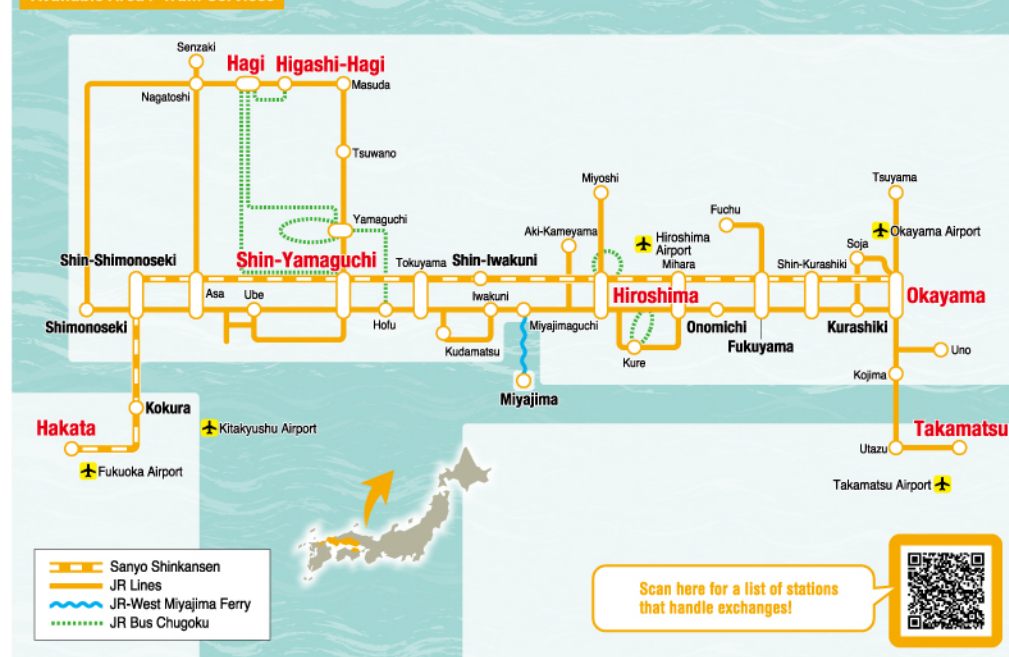 Senzaki
Hagi
Higashi-Hagi
Nagatoshi
Masuda
Tsuwano
Miyoshi
Tsuyama
Yamaguchi
Fuchu
Aki-Kameyama
Hiroshima
Airport
Okayama Airport
Soja
Shin-Shimonoseki
Shin-Yamaguchi
Tokuyama
Shin-Iwakuni
Mihara
Shin-Kurashiki
Asa
Ube
Iwakuni
Hiroshima
Okayama
Shimonoseki
Hofu
Miyajimaguchi
Onomichi
Kurashiki
Kudamatsu
Kure
Fukuyama
Uno
Kojima
Miyajima
Kokura
Hakata
Kitakyushu Airport
Takamatsu
Utazu
Fukuoka Airport
Takamatsu Airport
Sanyo Shinkansen
JR Lines
JR-West Miyajima Ferry
JR Bus Chugoku
Scan here for a list of stations
that handle exchanges!